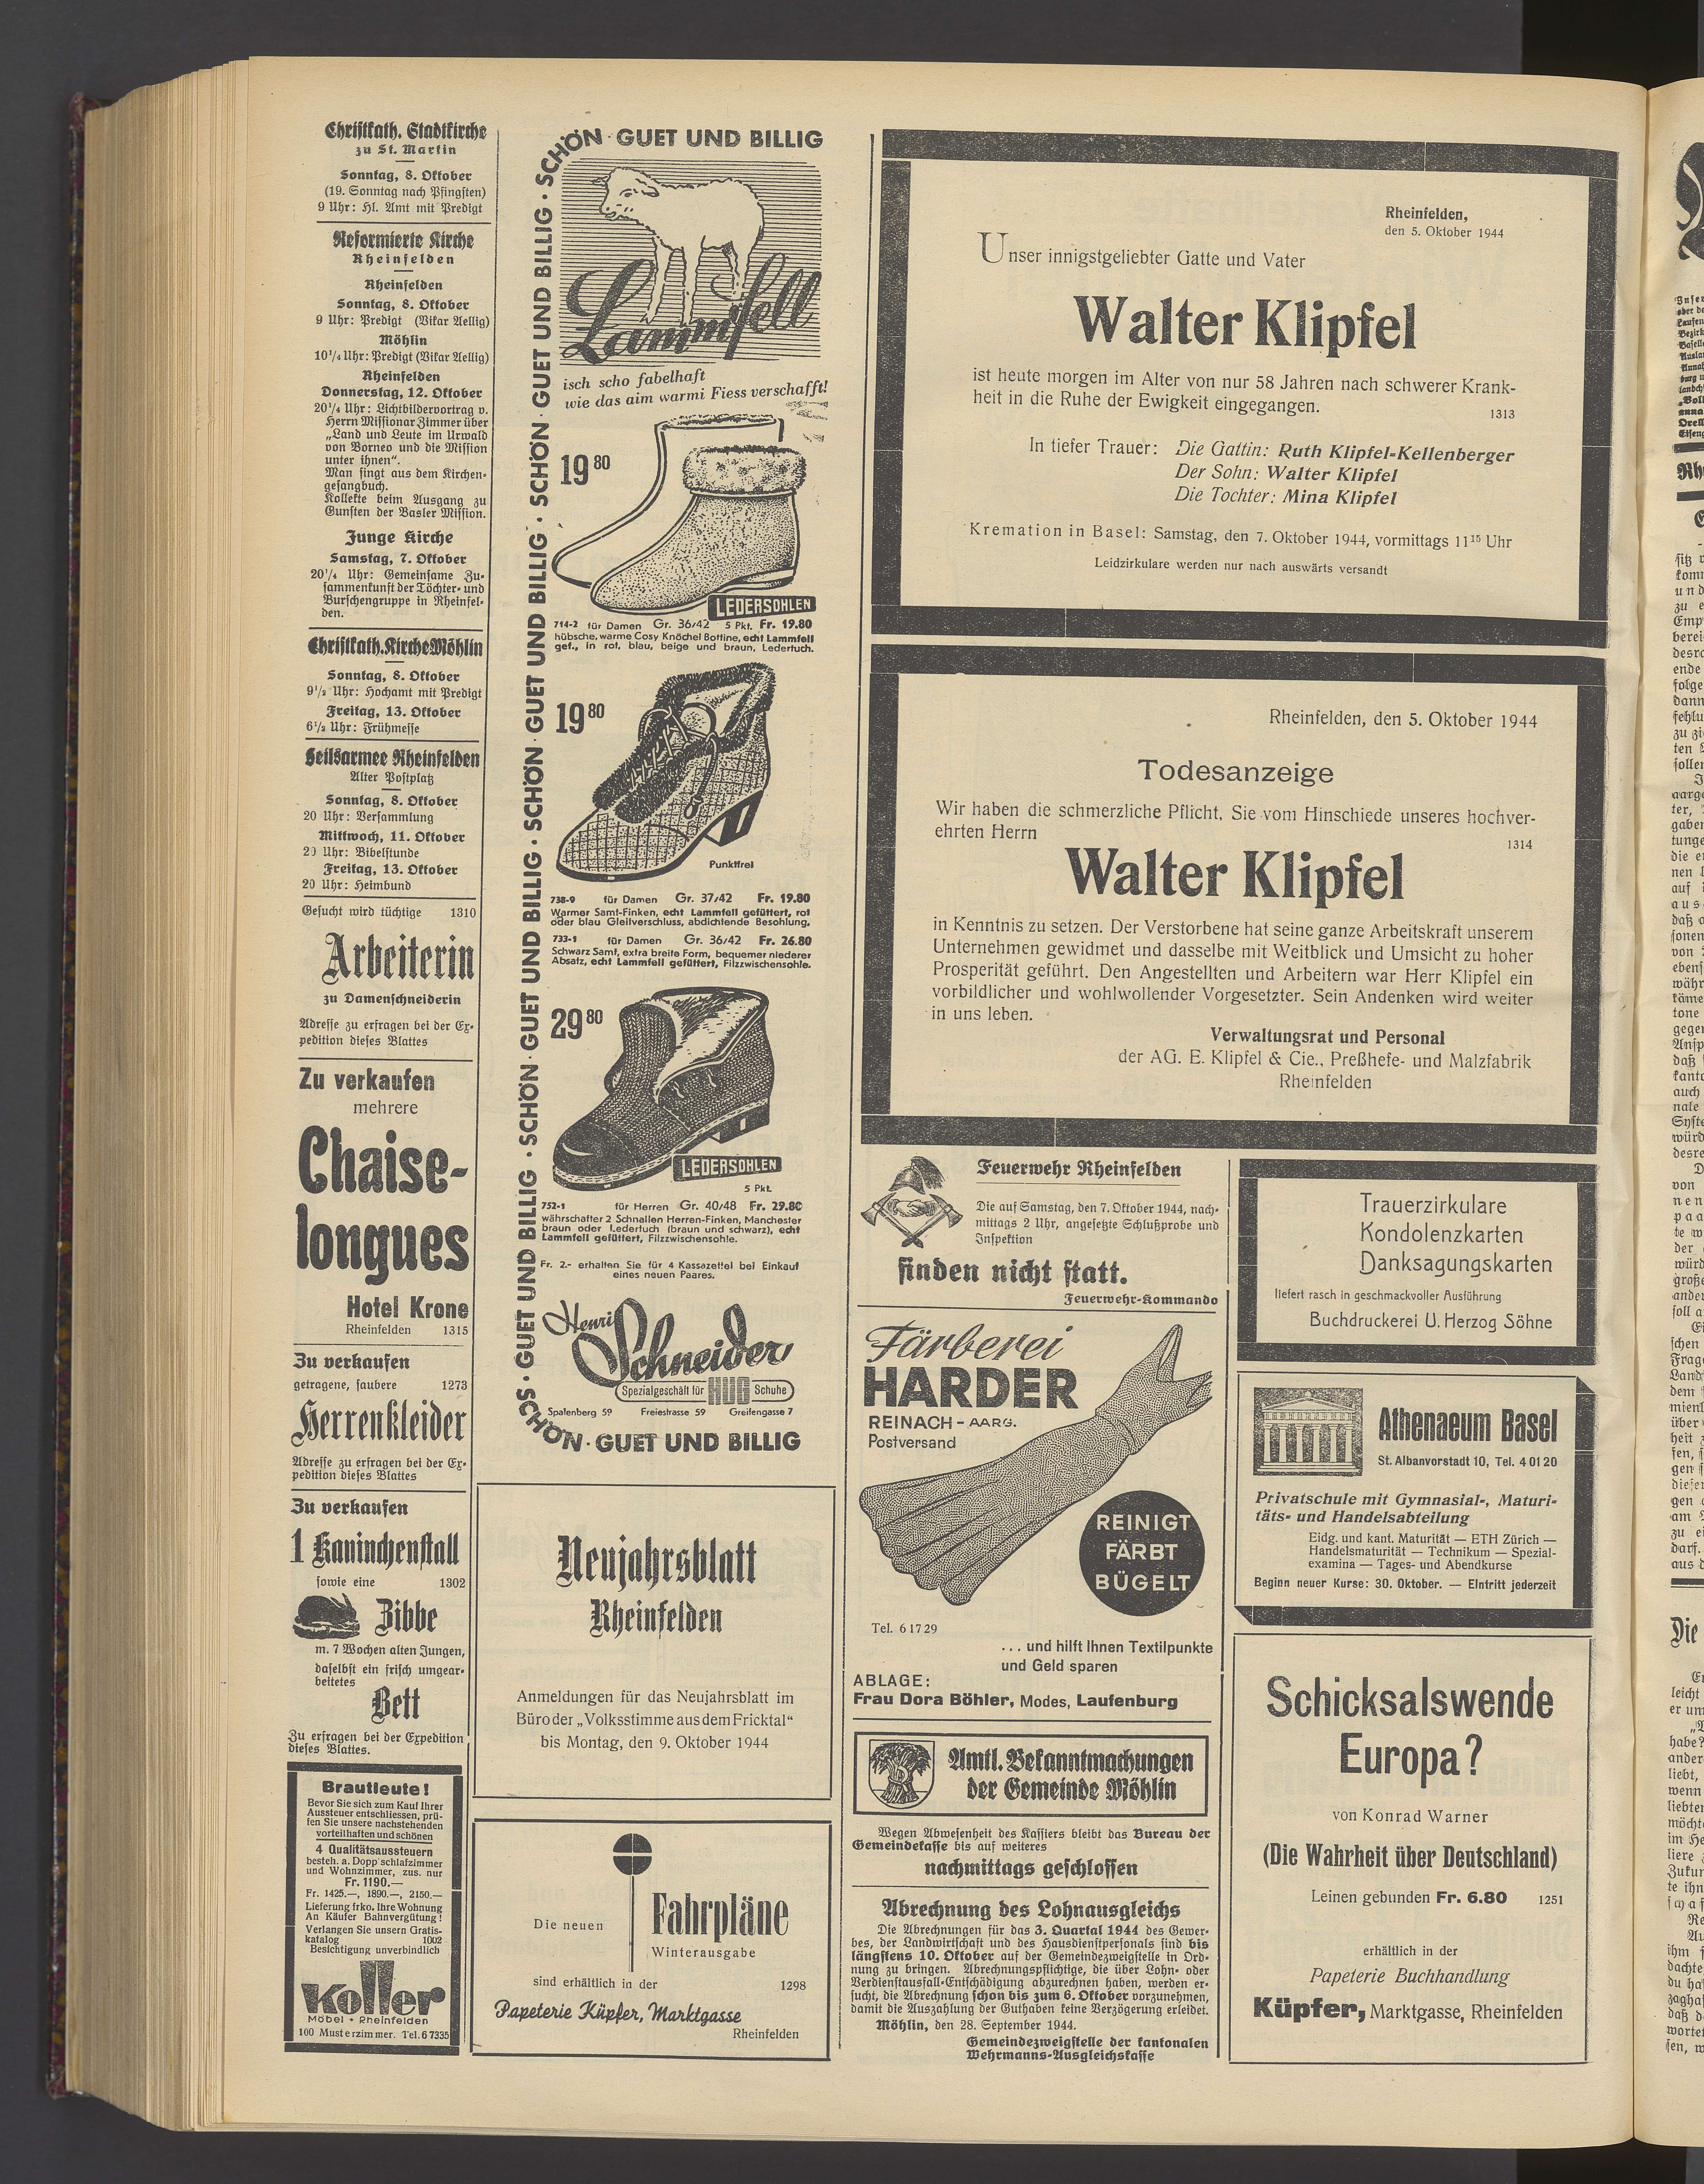 Christkath. Stadtkirche
zu St. Martin
Sonntag, 8. Oktober
(19. Sonntag nach Pfingsten)
9 Uhr: Hl. Amt mit Predigt
Reformierte Kirche
Rheinfelden
Rheinfelden
Sonntag, 8. Oktober
9 Uhr: Predigt (Vikar Aellig)
Möhlin
10¹/₄ Uhr: Predigt (Vikar Aellig)
Rheinfelden
Donnerstag, 12. Oktober
20¹/₄ Uhr: Lichtbildervortrag v.
Herrn Missionar Zimmer über
„Land und Leute im Urwald
von Borneo und die Mission
unter ihnen“.
Man singt aus dem Kirchen-
gesangbuch.
Kollekte beim Ausgang zu
Gunsten der Basler Mission.
Junge Kirche
Samstag, 7. Oktober
20¹/₄ Uhr: Gemeinsame Zu-
sammenkunft der Töchter- und
Burschengruppe in Rheinfel-
den.
Christkath. Kirche Möhlin
Sonntag, 8. Oktober
9¹/₂ Uhr: Hochamt mit Predigt
Freitag, 13. Oktober
6¹/₂ Uhr: Frühmesse
Heilsarmee Rheinfelden
Alter Postplatz
Sonntag, 8. Oktober
20 Uhr: Versammlung
Mittwoch, 11. Oktober
20 Uhr: Bibelstunde
Freitag, 13. Oktober
20 Uhr: Heimbund
Gesucht wird tüchtige 1310
Arbeiterin
zu Damenschneiderin
Adresse zu erfragen bei der Ex-
pedition dieses Blattes
Zu verkaufen
mehrere
Chaise-
longues
Hotel Krone
Rheinfelden 1315
Zu verkaufen
getragene, saubere 1273
Herrenkleider
Adresse zu erfragen bei der Ex-
pedition dieses Blattes
Zu verkaufen
1 Kaninchenstall
sowie eine 1302
Zibbe
m. 7 Wochen alten Jungen,
daselbst ein frisch umgear-
beitetes
Bett
Zu erfragen bei der Expedition
dieses Blattes.
Brautleute!
Bevor Sie sich zum Kauf Ihrer
Aussteuer entschliessen, prü-
fen Sie unsere nachstehenden
vorteilhaften und schönen
4 Qualitätsaussteuern
besteh. a. Dopp schlafzimmer
und Wohnzimmer, zus. nur
Fr. 1190.—
Fr. 1425.—, 1890.—, 2150.—
Lieferung frko. Ihre Wohnung
An Käufer Bahnvergütung!
Verlangen Sie unsern Gratis-
katalog 1002
Besichtigung unverbindlich
Koller
Möbel • Rheinfelden
100 Musterzimmer. Tel. 6 7335
SCHÖN · GUET UND BILLIG
SCHÖN · GUET UND BILLIG · SCHÖN · GUET UND BILLIG · SCHÖN · GUET UND BILLIG · SCHÖN · GUET UND BILLIG · SCHÖN · GUET UND BILLIG
Lammfell
isch scho fabelhaft
wie das aim warmi Fiess verschafft!
19 80
LEDERSOHLEN
714-2 für Damen Gr. 36/42 5 Pkt. Fr. 19.80
hübsche, warme Cosy Knöchel Bottine, echt Lammfell
gef., in rot, blau, beige und braun, Ledertuch.
19 80
Punktfrei
738-9 für Damen Gr. 37/42 Fr. 19.80
Warmer Samt-Finken, echt Lammfell gefüttert, rot
oder blau Gleitverschluss, abdichtende Besohlung.
733-1 für Damen Gr. 36/42 Fr. 26.80
Schwarz Samt, extra breite Form, bequemer niederer
Absatz, echt Lammfell gefüttert, Filzzwischensohle.
29 80
LEDERSOHLEN
5 Pkt.
752-1 für Herren Gr. 40/48 Fr. 29.80
währschafter 2 Schnallen Herren-Finken, Manchester
braun oder Ledertuch (braun und schwarz), echt
Lammfell gefüttert, Filzzwischensohle.
Fr. 2.- erhalten Sie für 4 Kassazettel bei Einkauf
eines neuen Paares.
Henri
Schneider
Spezialgeschäft für HUG Schuhe
Spalenberg 59 Freiestrasse 59 Greifengasse 7
SCHÖN · GUET UND BILLIG
Neujahrsblatt
Rheinfelden
Anmeldungen für das Neujahrsblatt im
Büro der „Volksstimme aus dem Fricktal“
bis Montag, den 9. Oktober 1944
Die neuen Fahrpläne
Winterausgabe
sind erhältlich in der 1298
Papeterie Küpfer, Marktgasse
Rheinfelden
Rheinfelden,
den 5. Oktober 1944
Unser innigstgeliebter Gatte und Vater
Walter Klipfel
ist heute morgen im Alter von nur 58 Jahren nach schwerer Krank-
heit in die Ruhe der Ewigkeit eingegangen. 1313
In tiefer Trauer: Die Gattin: Ruth Klipfel-Kellenberger
Der Sohn: Walter Klipfel
Die Tochter: Mina Klipfel
Kremation in Basel: Samstag, den 7. Oktober 1944, vormittags 11¹⁵ Uhr
Leidzirkulare werden nur nach auswärts versandt
Rheinfelden, den 5. Oktober 1944
Todesanzeige
Wir haben die schmerzliche Pflicht, Sie vom Hinschiede unseres hochver-
ehrten Herrn 1314
Walter Klipfel
in Kenntnis zu setzen. Der Verstorbene hat seine ganze Arbeitskraft unserem
Unternehmen gewidmet und dasselbe mit Weitblick und Umsicht zu hoher
Prosperität geführt. Den Angestellten und Arbeitern war Herr Klipfel ein
vorbildlicher und wohlwollender Vorgesetzter. Sein Andenken wird weiter
in uns leben.
Verwaltungsrat und Personal
der AG. E. Klipfel & Cie., Preßhefe- und Malzfabrik
Rheinfelden
Feuerwehr Rheinfelden
Die auf Samstag, den 7. Oktober 1944, nach-
mittags 2 Uhr, angesetzte Schlußprobe und
Inspektion
finden nicht statt.
Feuerwehr-Kommando
Färberei
HARDER
REINACH – AARG.
Postversand
REINIGT
FÄRBT
BÜGELT
Tel. 6 17 29
... und hilft Ihnen Textilpunkte
und Geld sparen
ABLAGE:
Frau Dora Böhler, Modes, Laufenburg
Amtl. Bekanntmachungen
der Gemeinde Möhlin
Wegen Abwesenheit des Kassiers bleibt das Bureau der
Gemeindekasse bis auf weiteres
nachmittags geschlossen
Abrechnung des Lohnausgleichs
Die Abrechnungen für das 3. Quartal 1944 des Gewer-
bes, der Landwirtschaft und des Hausdienstpersonals sind bis
längstens 10. Oktober auf der Gemeindezweigstelle in Ord-
nung zu bringen. Abrechnungspflichtige, die über Lohn- oder
Verdienstausfall-Entschädigung abzurechnen haben, werden er-
sucht, die Abrechnung schon bis zum 6. Oktober vorzunehmen,
damit die Auszahlung der Guthaben keine Verzögerung erleidet.
Möhlin, den 28. September 1944.
Gemeindezweigstelle der kantonalen
Wehrmanns-Ausgleichskasse
Trauerzirkulare
Kondolenzkarten
Danksagungskarten
liefert rasch in geschmackvoller Ausführung
Buchdruckerei U. Herzog Söhne
Athenaeum Basel
St. Albanvorstadt 10, Tel. 4 01 20
Privatschule mit Gymnasial-, Maturi-
täts- und Handelsabteilung
Eidg. und kant. Maturität — ETH Zürich —
Handelsmaturität — Technikum — Spezial-
examina — Tages- und Abendkurse
Beginn neuer Kurse: 30. Oktober. — Eintritt jederzeit
Schicksalswende
Europa?
von Konrad Warner
(Die Wahrheit über Deutschland)
Leinen gebunden Fr. 6.80 1251
erhältlich in der
Papeterie Buchhandlung
Küpfer, Marktgasse, Rheinfelden